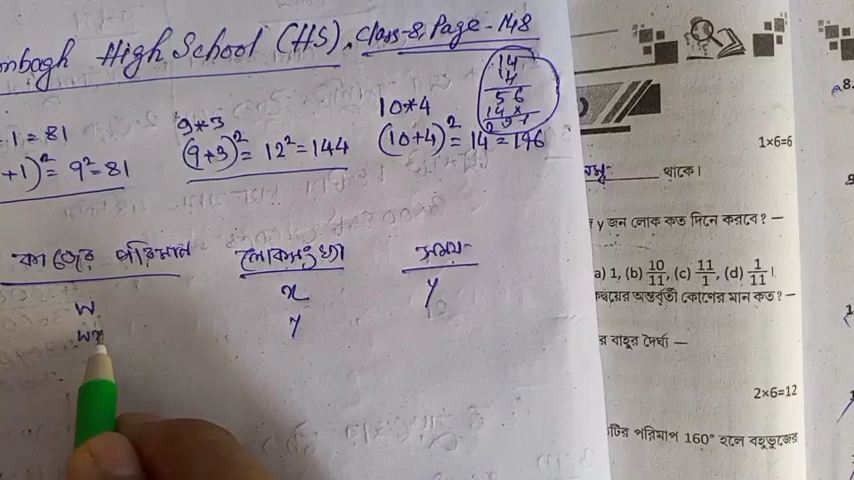 mbagh High School (HS). Class-8, Page-148
14
4
56
14×
- 1 = 81
9*3
10*4
+1)² = 9² = 81
(9+3)² = 12² = 144
(10+4)² = 14 = 196
1×6=6
থাকে।
y জন লোক কত দিনে করবে? —
কাজের পরিমান
লোকসংখ্যা
সময়
a) 1, (b) 10/11, (c) 11/1, (d) 1/11।
w
x
y
অন্তর্বৃতী কোণের মান কত? —
wx
y
র বাহুর দৈর্ঘ্য —
2×6=12
টির পরিমাপ 160° হলে বহুভুজের